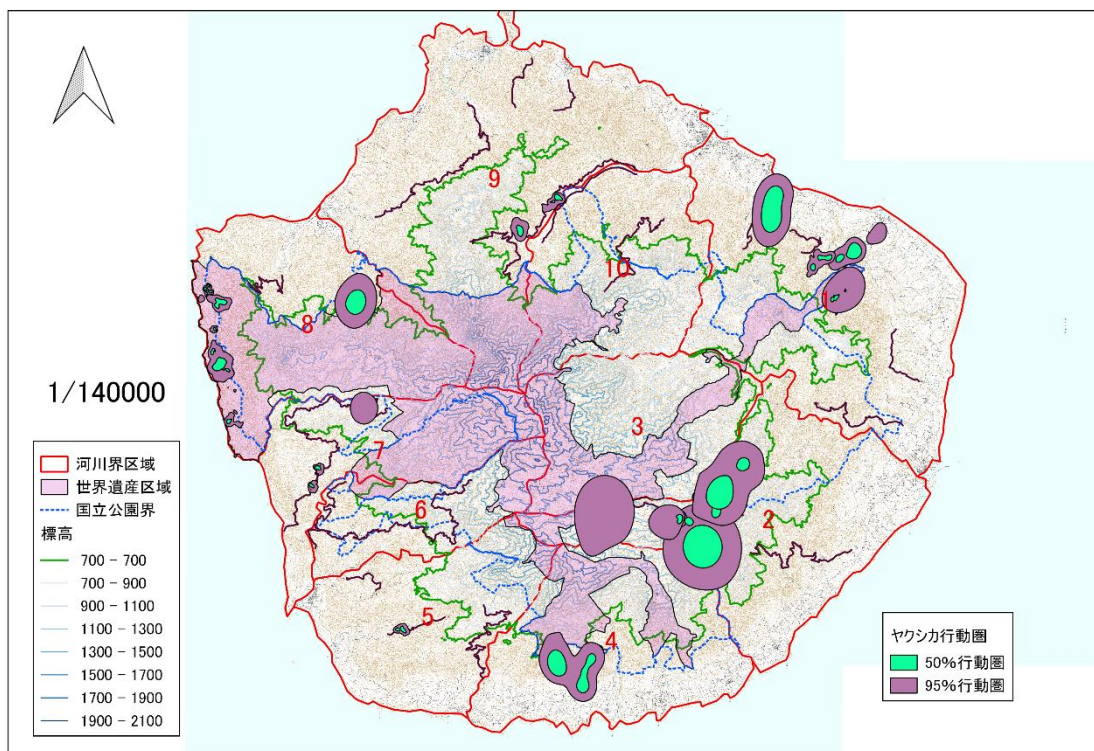 9
10
1
8
1/140000
3
7
6
2
5
4
河川界区域
世界遺産区域
国立公園界
標高
700 - 700
700 - 900
900 - 1100
1100 - 1300
1300 - 1500
1500 - 1700
1700 - 1900
1900 - 2100
ヤクシカ行動圏
50%行動圏
95%行動圏